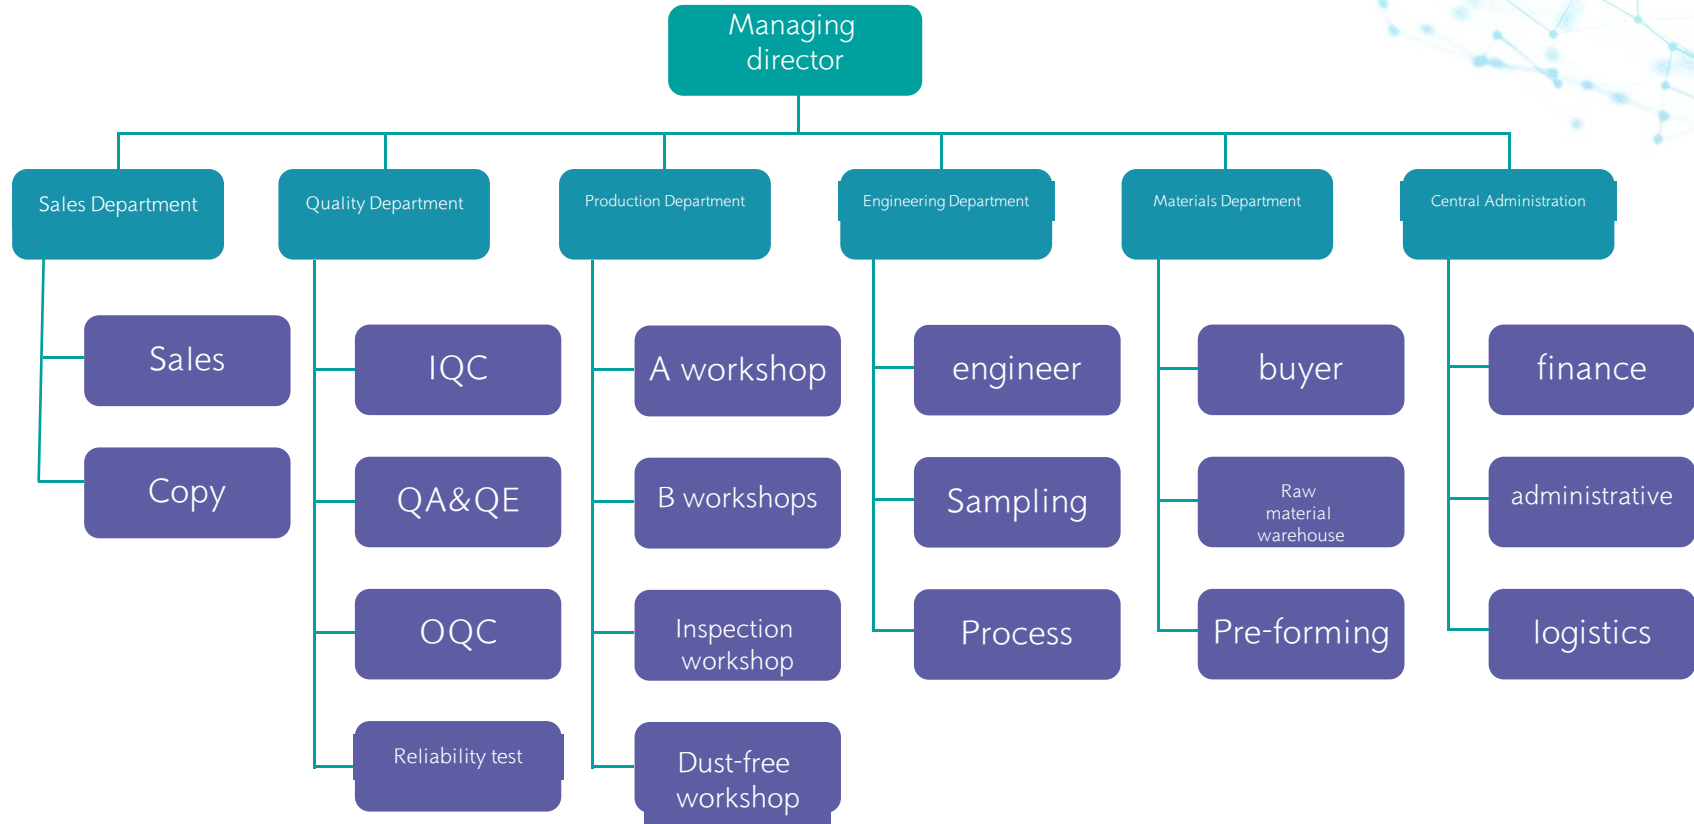 Managing
director
Sales Department
Quality Department
Production Department
Engineering Department
Materials Department
Central Administration
Sales
IQC
A workshop
engineer
buyer
finance
Copy
QA&QE
B workshops
Sampling
Raw
material
warehouse
administrative
OQC
Inspection
workshop
Process
Pre-forming
logistics
Reliability test
Dust-free
workshop